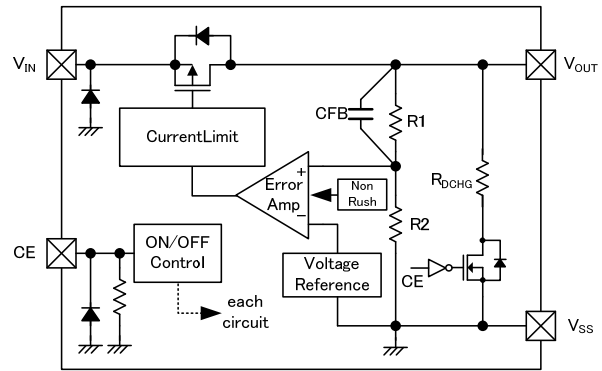 VIN
VOUT
CurrentLimit
CFB
R1
+
Error
Amp
−
Non
Rush
RDCHG
R2
CE
ON/OFF
Control
Voltage
Reference
CE
each
circuit
VSS